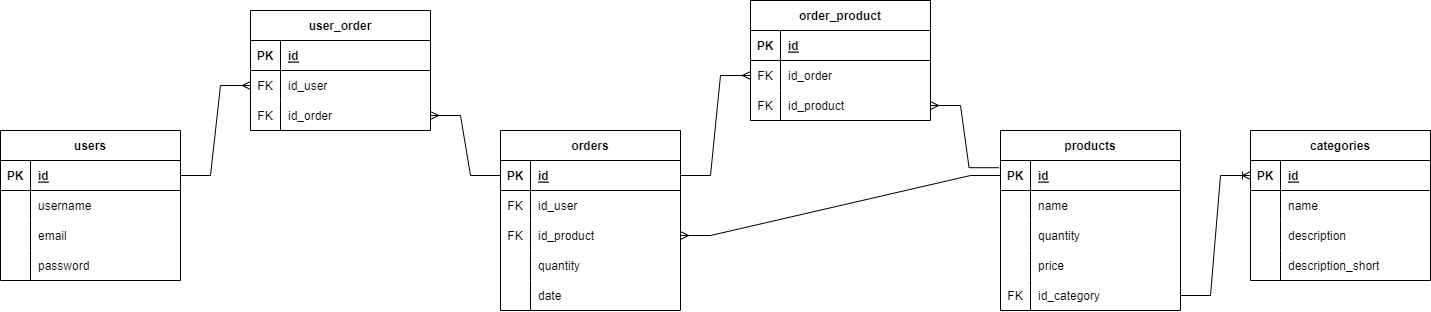 user_order
PK id
FK id_user
FK id_order
order_product
PK id
FK id_order
FK id_product
users
PK id
username
email
password
orders
PK id
FK id_user
FK id_product
quantity
date
products
PK id
name
quantity
price
FK id_category
categories
PK id
name
description
description_short